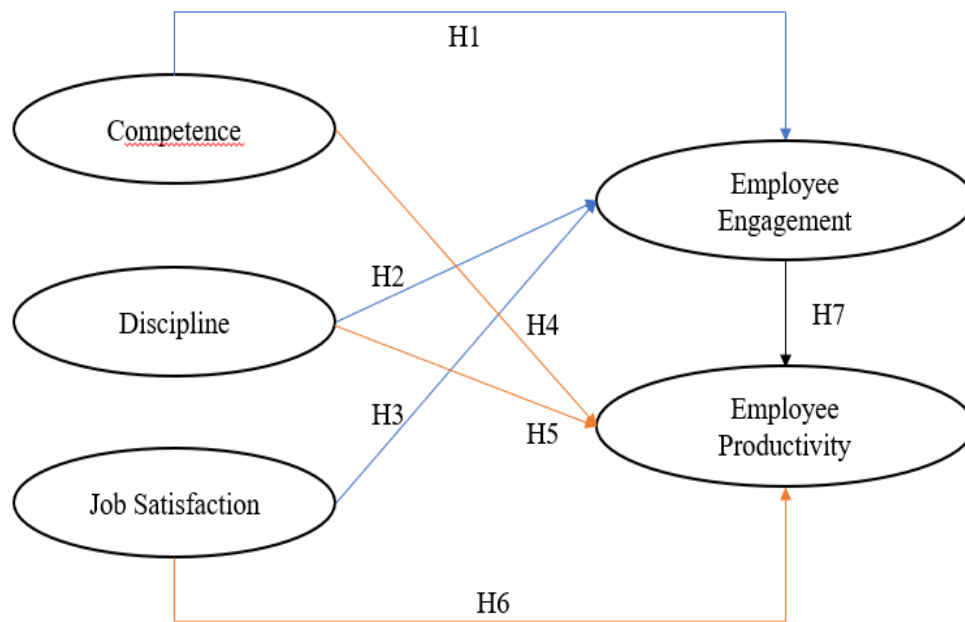 H1
Competence
Employee
Engagement
H2
Discipline
H4
H7
H3
Employee
Productivity
H5
Job Satisfaction
H6